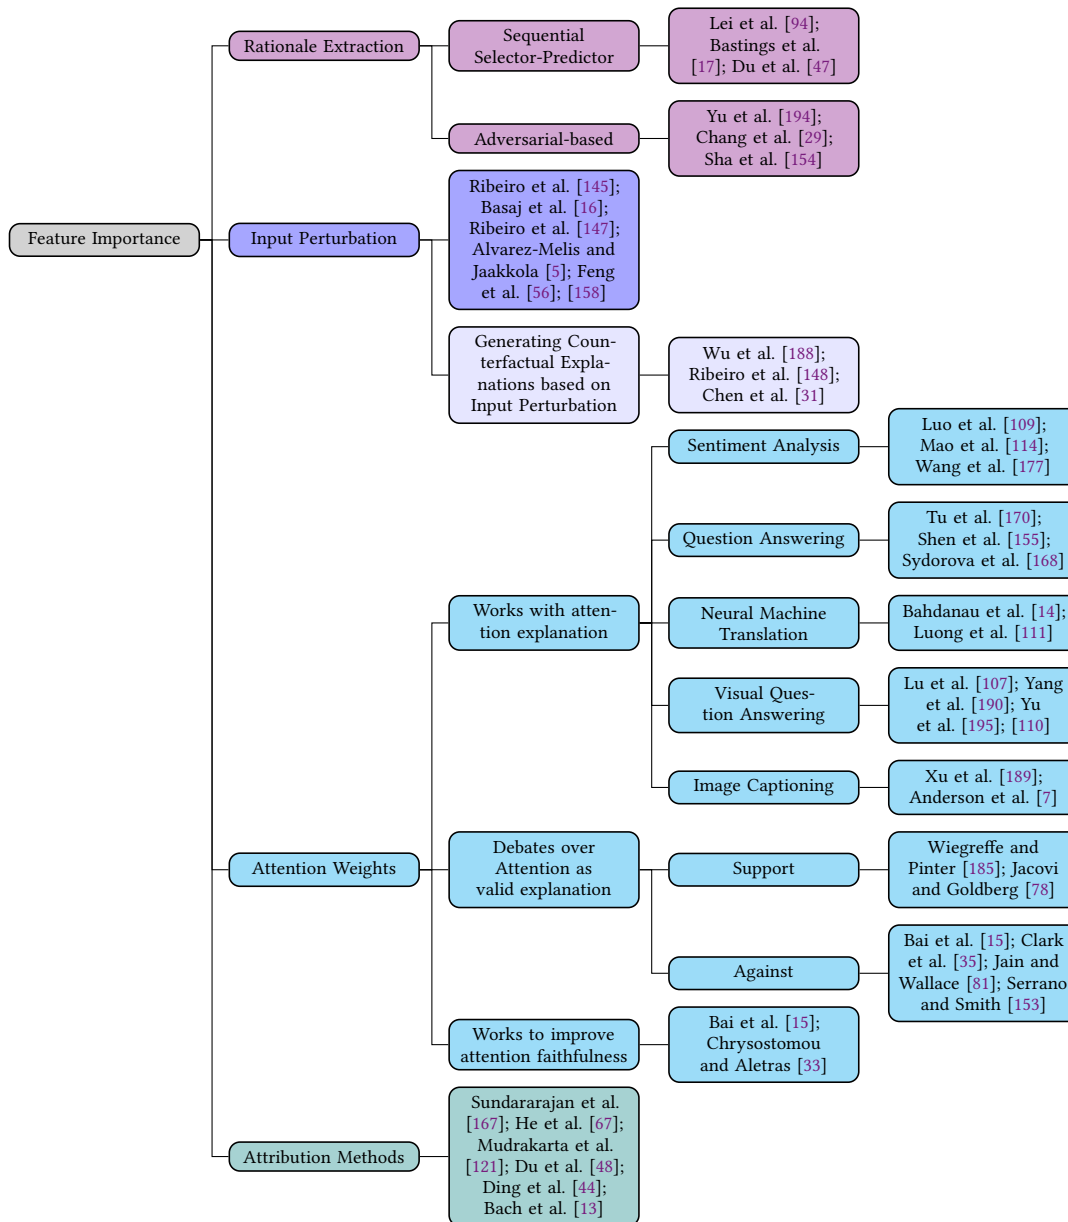 Feature Importance
Rationale Extraction
Sequential
Selector-Predictor
Lei et al. [94];
Bastings et al.
[17]; Du et al. [47]
Adversarial-based
Yu et al. [194];
Chang et al. [29];
Sha et al. [154]
Input Perturbation
Ribeiro et al. [145];
Basaj et al. [16];
Ribeiro et al. [147];
Alvarez-Melis and
Jaakkola [5]; Feng
et al. [56]; [158]
Generating Coun-
terfactual Expla-
nations based on
Input Perturbation
Wu et al. [188];
Ribeiro et al. [148];
Chen et al. [31]
Attention Weights
Works with atten-
tion explanation
Sentiment Analysis
Luo et al. [109];
Mao et al. [114];
Wang et al. [177]
Question Answering
Tu et al. [170];
Shen et al. [155];
Sydorova et al. [168]
Neural Machine
Translation
Bahdanau et al. [14];
Luong et al. [111]
Visual Ques-
tion Answering
Lu et al. [107]; Yang
et al. [190]; Yu
et al. [195]; [110]
Image Captioning
Xu et al. [189];
Anderson et al. [7]
Debates over
Attention as
valid explanation
Support
Wiegreffe and
Pinter [185]; Jacovi
and Goldberg [78]
Against
Bai et al. [15]; Clark
et al. [35]; Jain and
Wallace [81]; Serrano
and Smith [153]
Works to improve
attention faithfulness
Bai et al. [15];
Chrysostomou
and Aletras [33]
Attribution Methods
Sundararajan et al.
[167]; He et al. [67];
Mudrakarta et al.
[121]; Du et al. [48];
Ding et al. [44];
Bach et al. [13]